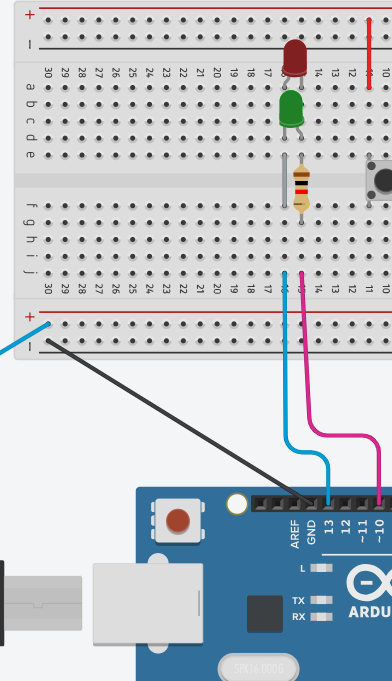 +
−
30 29 28 27 26 25 24 23 22 21 20 19 18 17 14 13 12 11 10
a
b
c
d
e
f
g
h
i
j
30 29 28 27 26 25 24 23 22 21 20 19 18 17 16 15 14 13 12 11 10
+
−
AREF
GND
13
12
~11
~10
L
TX
RX
ARDU
SPK16.000G